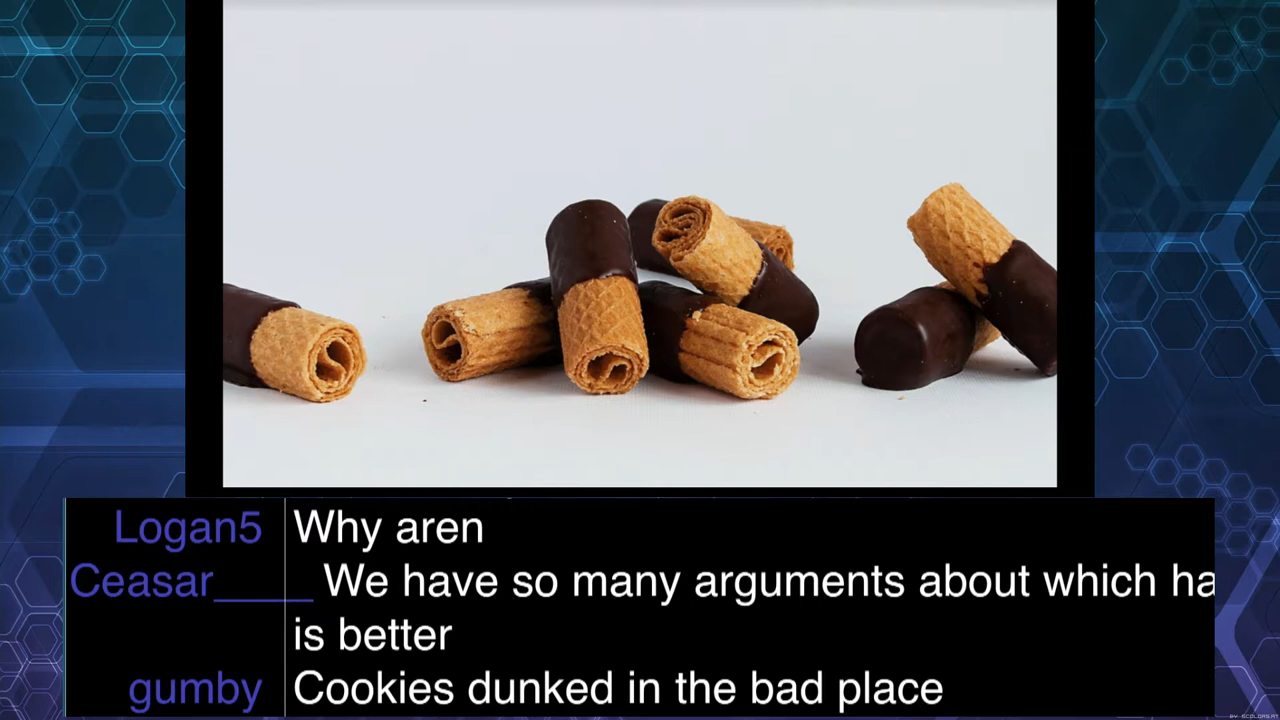 Logan5 Why aren
Ceasar_____ We have so many arguments about which ha
is better
gumby Cookies dunked in the bad place